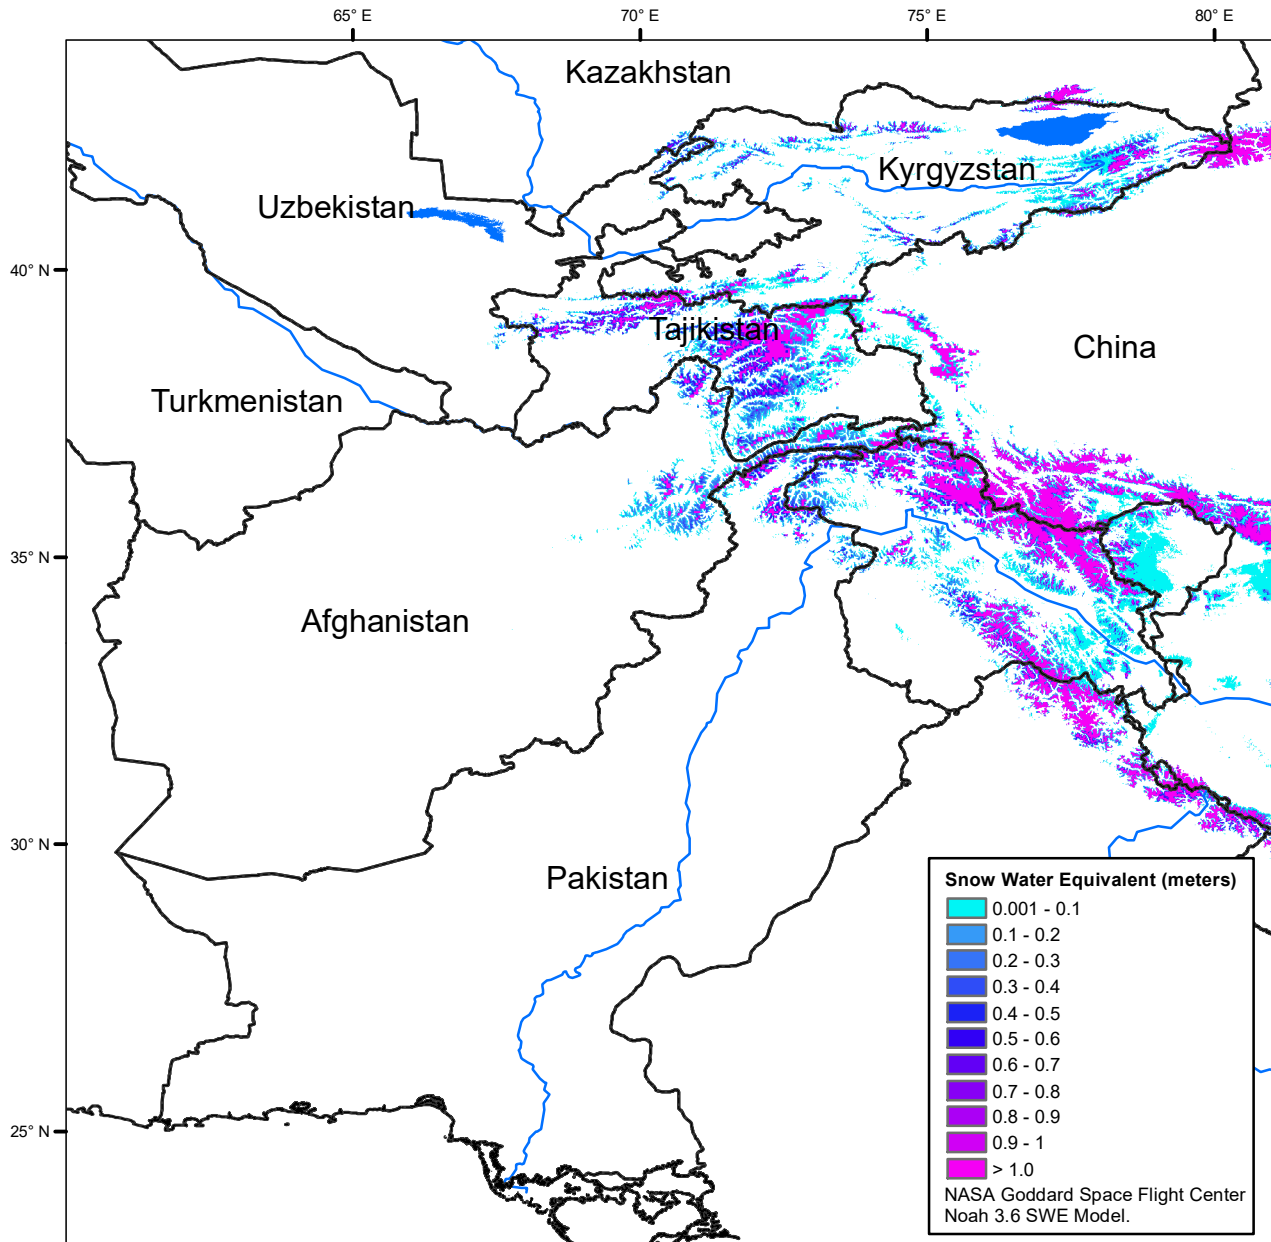 65° E
70° E
75° E
80° E
Kazakhstan
Kyrgyzstan
Uzbekistan
40° N
Tajikistan
China
Turkmenistan
35° N
Afghanistan
30° N
Pakistan
25° N
Snow Water Equivalent (meters)
0.001 - 0.1
0.1 - 0.2
0.2 - 0.3
0.3 - 0.4
0.4 - 0.5
0.5 - 0.6
0.6 - 0.7
0.7 - 0.8
0.8 - 0.9
0.9 - 1
> 1.0
NASA Goddard Space Flight Center
Noah 3.6 SWE Model.